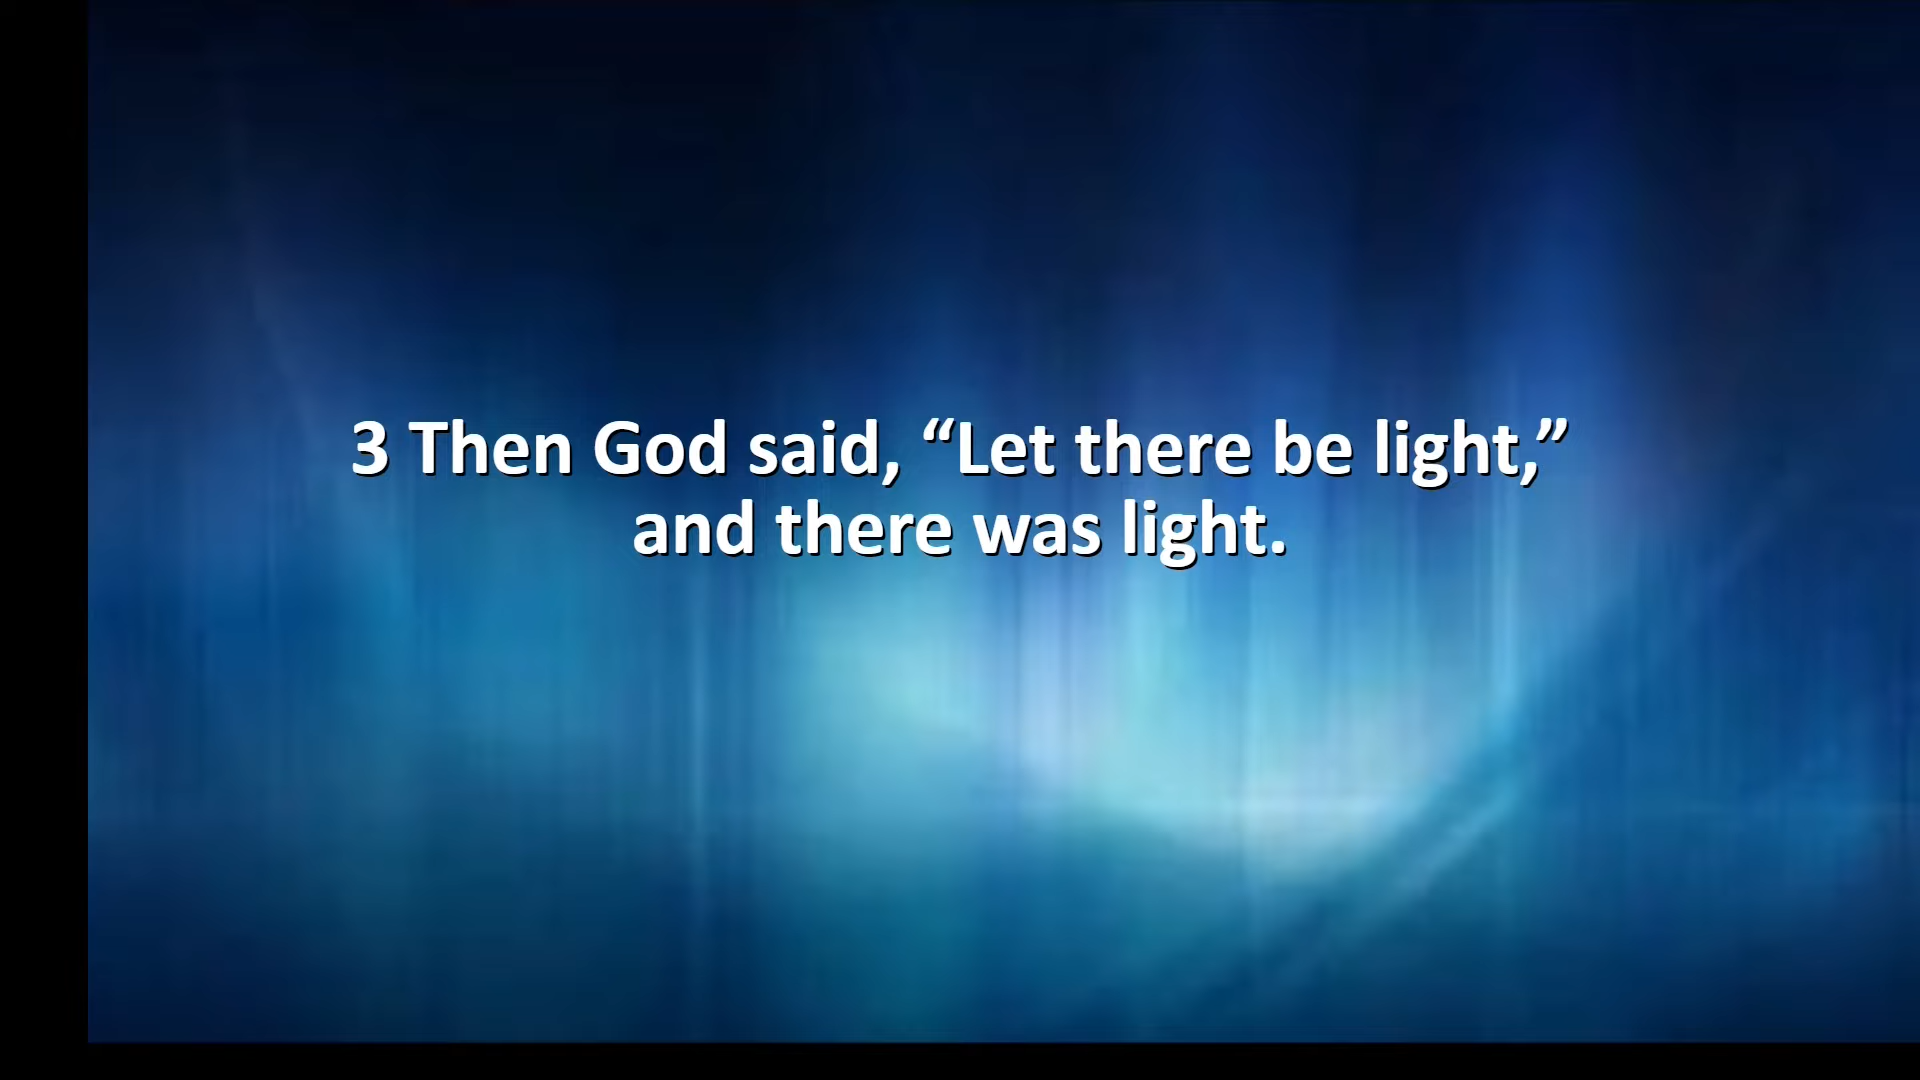 3 Then God said, “Let there be light,”
and there was light.